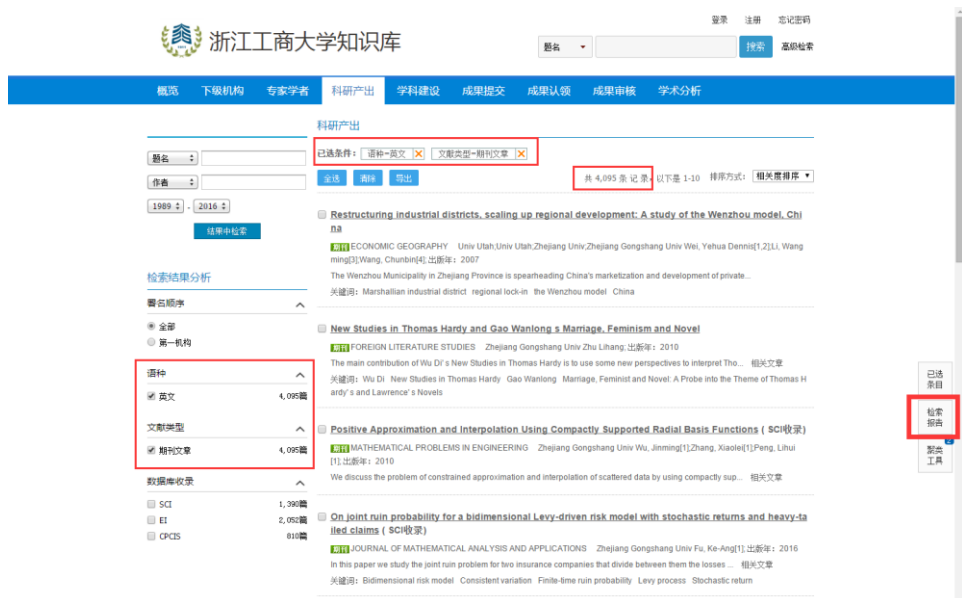 登录 注册 忘记密码
浙江工商大学知识库
题名 搜索 高级检索
概览 下级机构 专家学者 科研产出 学科建设 成果提交 成果认领 成果审核 学术分析
科研产出
已选条件： 语种=英文 文献类型=期刊文章
题名
全选 清除 导出
共 4,095 条 记 录, 以下是 1-10 排序方式： 相关度排序
作者
1989 - 2016
结果中检索
检索结果分析
署名顺序
全部
第一机构
语种
英文 4,095篇
文献类型
期刊文章 4,095篇
数据库收录
SCI 1,390篇
EI 2,052篇
CPCIS 810篇
Restructuring industrial districts, scaling up regional development: A study of the Wenzhou model, Chi
na
期刊 ECONOMIC GEOGRAPHY Univ Utah;Univ Utah;Zhejiang Univ;Zhejiang Gongshang Univ Wei, Yehua Dennis[1,2];Li, Wang
ming[3];Wang, Chunbin[4];出版年：2007
The Wenzhou Municipality in Zhejiang Province is spearheading China's marketization and development of private...
关键词：Marshallian industrial district regional lock-in the Wenzhou model China
New Studies in Thomas Hardy and Gao Wanlong s Marriage, Feminism and Novel
期刊 FOREIGN LITERATURE STUDIES Zhejiang Gongshang Univ Zhu Lihang;出版年：2010
The main contribution of Wu Di's New Studies in Thomas Hardy is to use some new perspectives to interpret Tho... 相关文章
关键词：Wu Di New Studies in Thomas Hardy Gao Wanlong Marriage, Feminist and Novel: A Probe into the Theme of Thomas H
ardy's and Lawrence's Novels
Positive Approximation and Interpolation Using Compactly Supported Radial Basis Functions ( SCI收录)
期刊 MATHEMATICAL PROBLEMS IN ENGINEERING Zhejiang Gongshang Univ Wu, Jinming[1];Zhang, Xiaolei[1];Peng, Lihui
[1];出版年：2010
We discuss the problem of constrained approximation and interpolation of scattered data by using compactly sup... 相关文章
On joint ruin probability for a bidimensional Levy-driven risk model with stochastic returns and heavy-ta
iled claims ( SCI收录)
期刊 JOURNAL OF MATHEMATICAL ANALYSIS AND APPLICATIONS Zhejiang Gongshang Univ Fu, Ke-Ang[1];出版年：2016
In this paper we study the joint ruin problem for two insurance companies that divide between them the losses ... 相关文章
关键词：Bidimensional risk model Consistent variation Finite-time ruin probability Levy process Stochastic return
已选
条目
检索
报告
2
聚类
工具